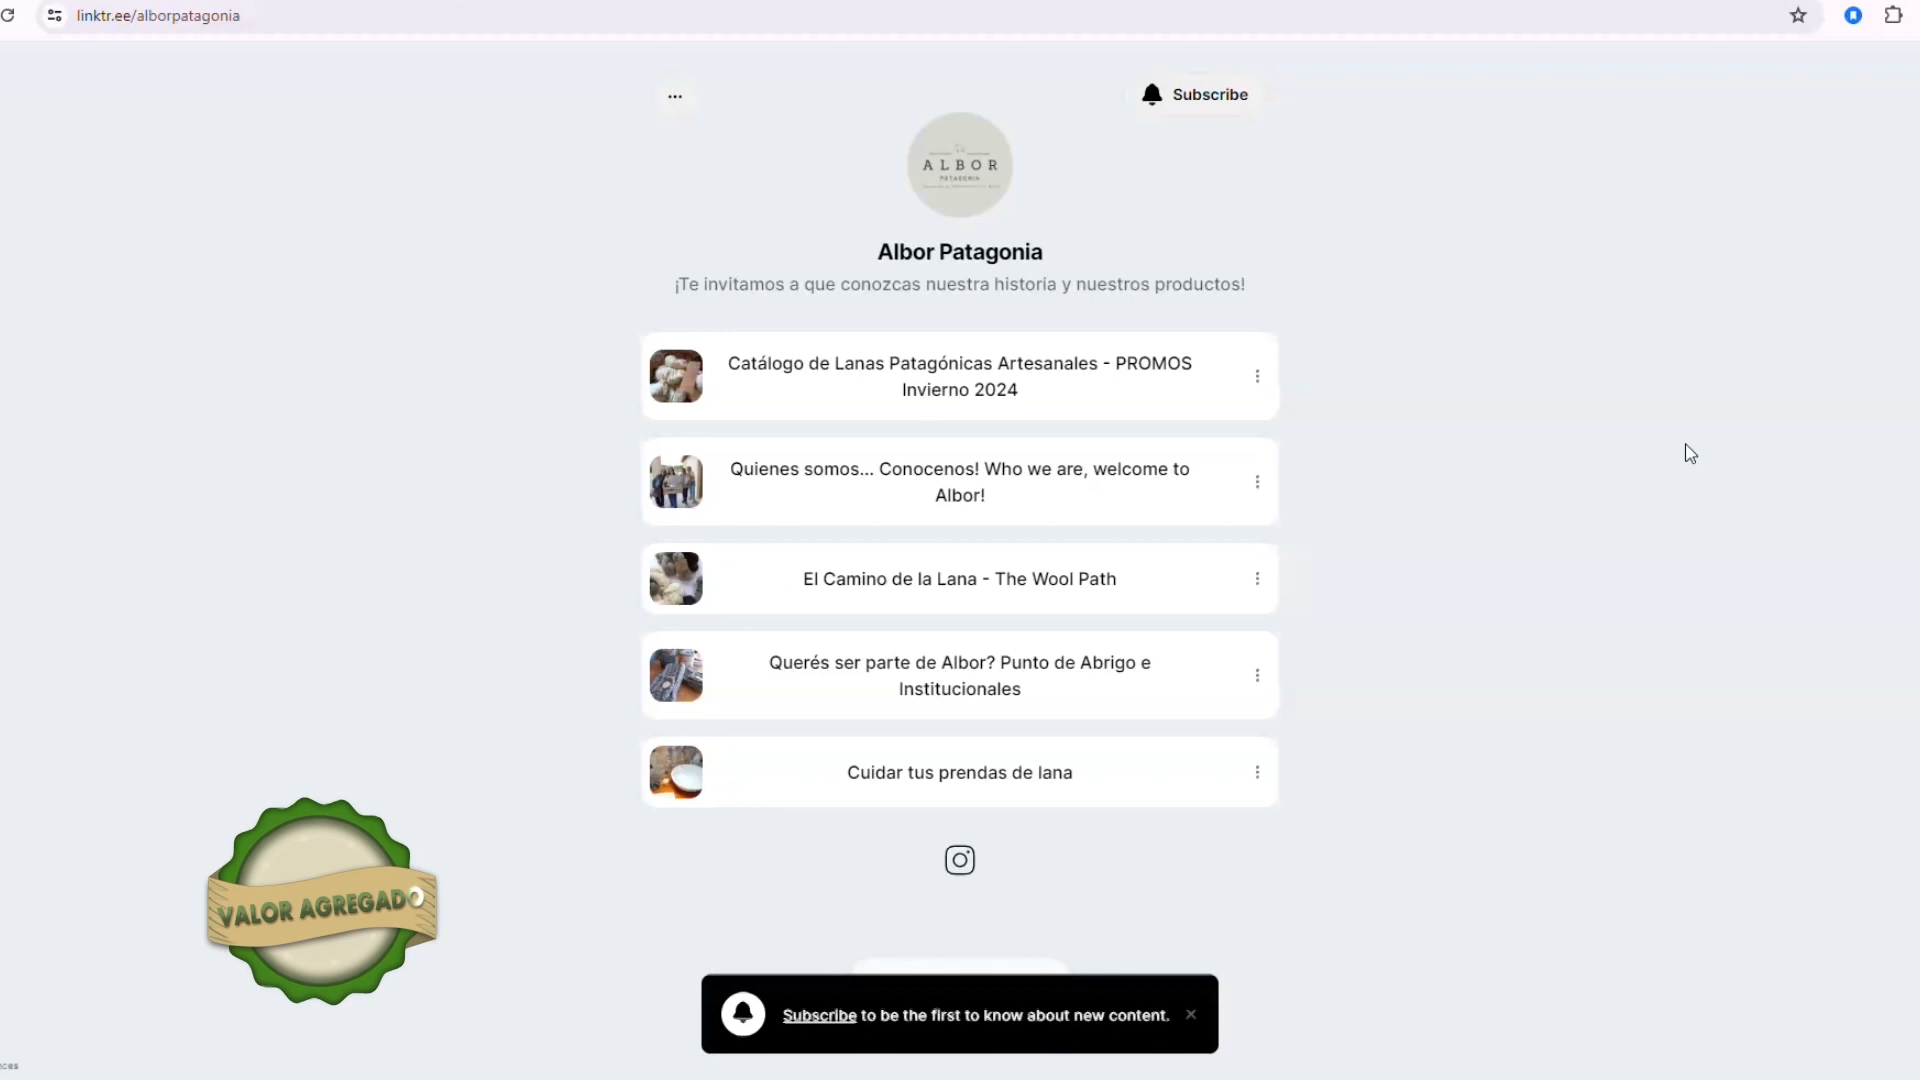 linktr.ee/alborpatagonia
Subscribe
ALBOR
PATAGONIA
Albor Patagonia
¡Te invitamos a que conozcas nuestra historia y nuestros productos!
Catálogo de Lanas Patagónicas Artesanales - PROMOS
Invierno 2024
Quienes somos... Conocenos! Who we are, welcome to
Albor!
El Camino de la Lana - The Wool Path
Querés ser parte de Albor? Punto de Abrigo e
Institucionales
Cuidar tus prendas de lana
VALOR AGREGADO
Subscribe to be the first to know about new content.